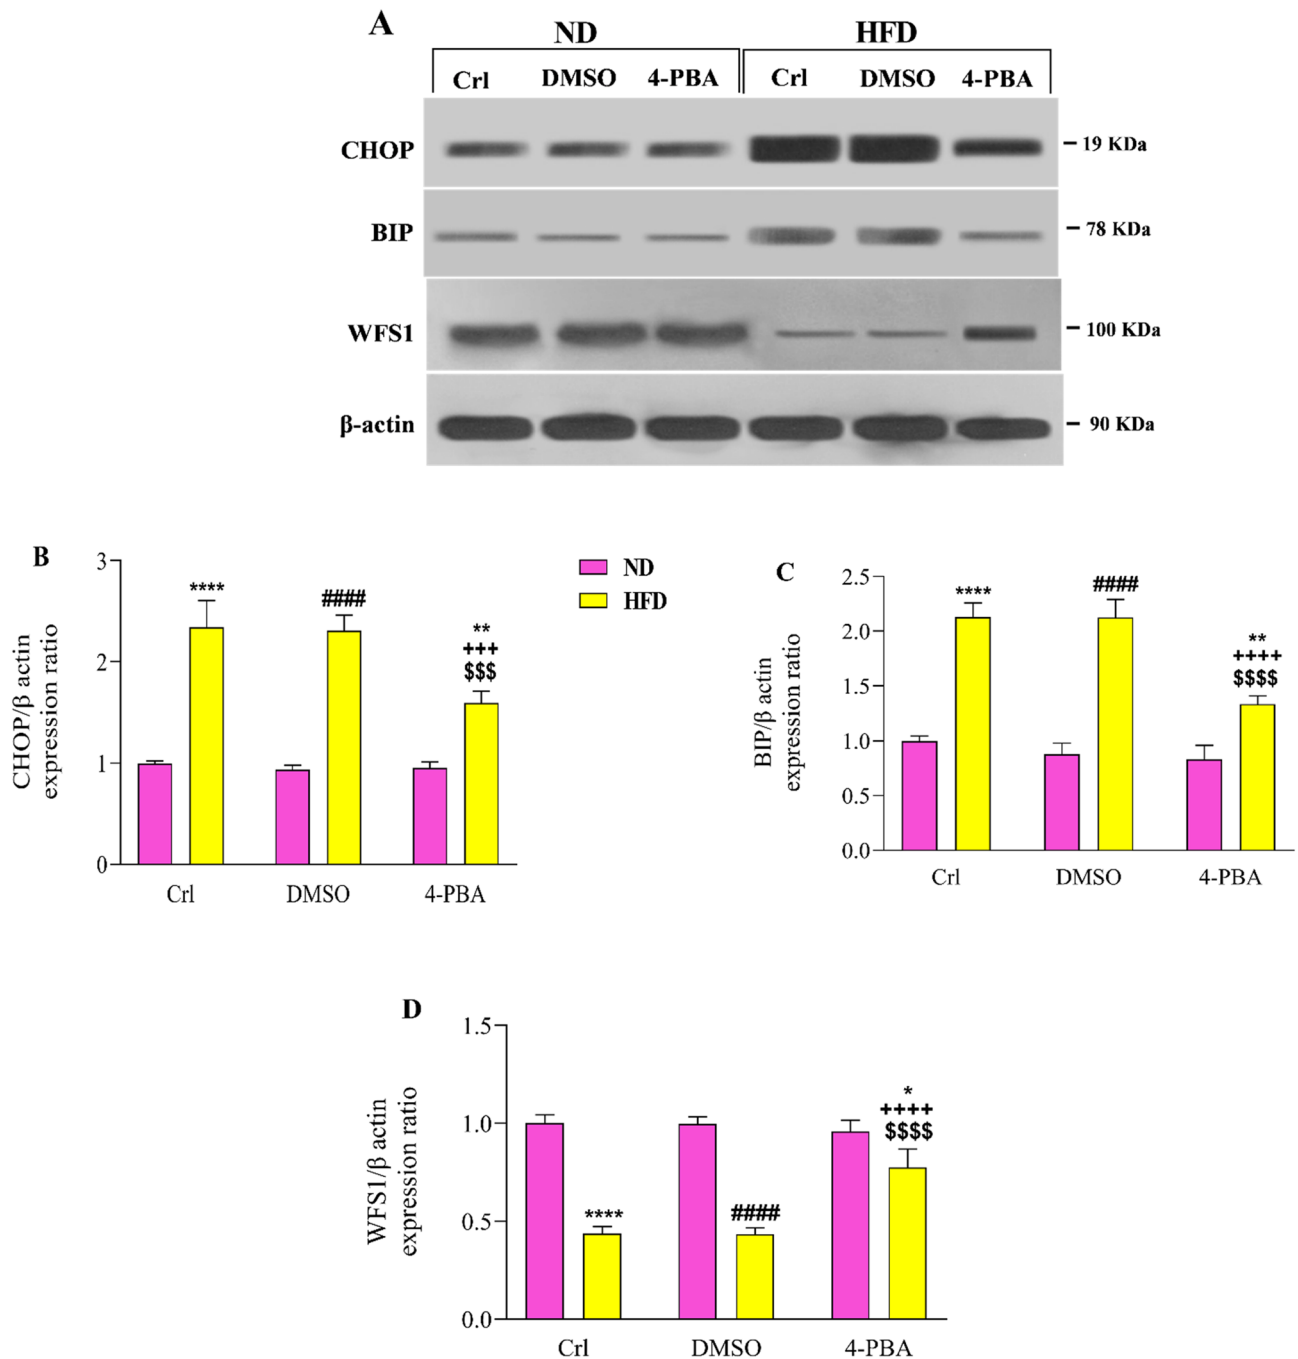 A
ND HFD
Crl DMSO 4-PBA Crl DMSO 4-PBA
CHOP 19 KDa
BIP 78 KDa
WFS1 100 KDa
β-actin 90 KDa
B
CHOP/β actin
expression ratio
3
2
1
0
****
####
**
+++
$$$
Crl DMSO 4-PBA
ND
HFD
C
BIP/β actin
expression ratio
2.5
2.0
1.5
1.0
0.5
0.0
****
####
**
++++
$$$$
Crl DMSO 4-PBA
D
WFS1/β actin
expression ratio
1.5
1.0
0.5
0.0
****
####
*
++++
$$$$
Crl DMSO 4-PBA